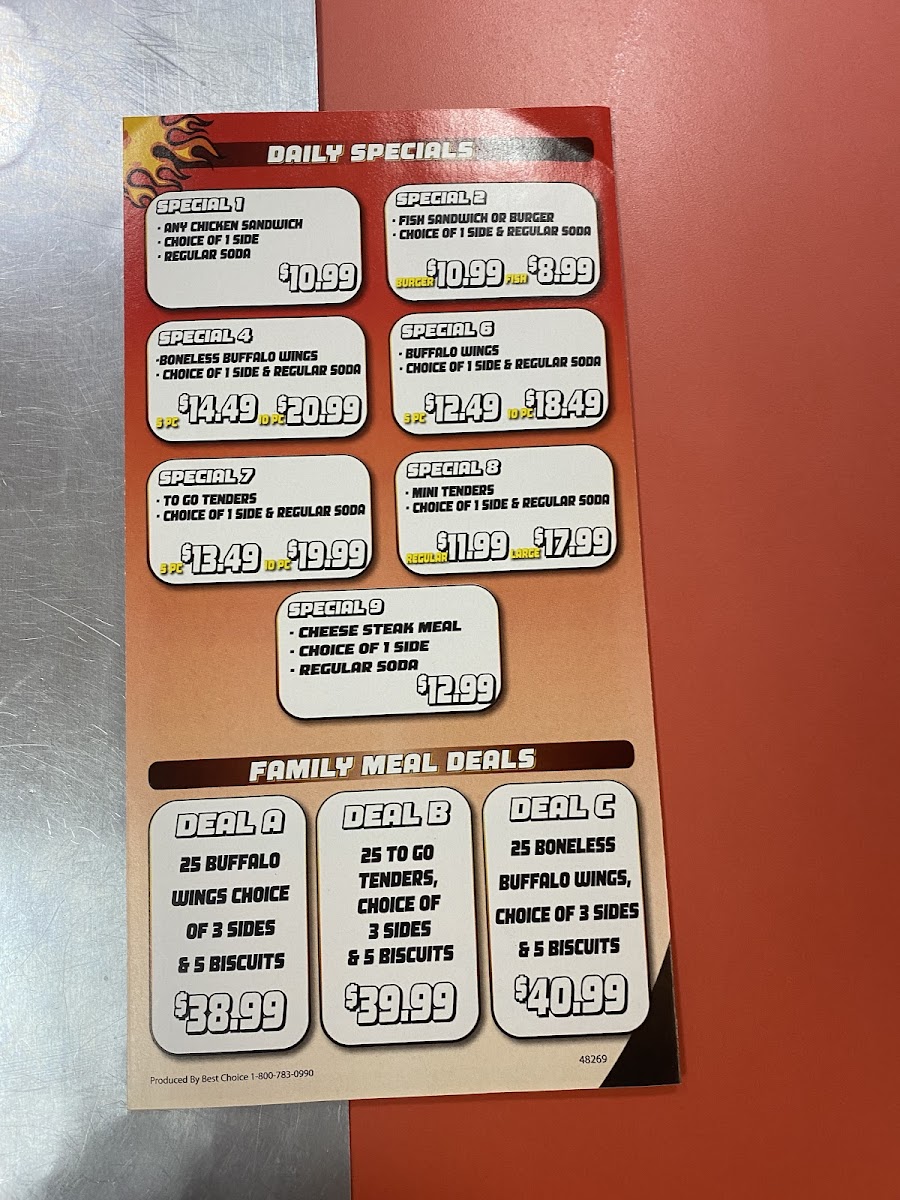 DAILY SPECIALS
SPECIAL 1
· ANY CHICKEN SANDWICH
· CHOICE OF 1 SIDE
· REGULAR SODA
$10.99
SPECIAL 2
· FISH SANDWICH OR BURGER
· CHOICE OF 1 SIDE & REGULAR SODA
BURGER $10.99 FISH $8.99
SPECIAL 4
·BONELESS BUFFALO WINGS
· CHOICE OF 1 SIDE & REGULAR SODA
5 PC $14.49 10 PC $20.99
SPECIAL 6
· BUFFALO WINGS
· CHOICE OF 1 SIDE & REGULAR SODA
5 PC $12.49 10 PC $18.49
SPECIAL 7
· TO GO TENDERS
· CHOICE OF 1 SIDE & REGULAR SODA
5 PC $13.49 10 PC $19.99
SPECIAL 8
· MINI TENDERS
· CHOICE OF 1 SIDE & REGULAR SODA
REGULAR $11.99 LARGE $17.99
SPECIAL 9
· CHEESE STEAK MEAL
· CHOICE OF 1 SIDE
· REGULAR SODA
$12.99
FAMILY MEAL DEALS
DEAL A
25 BUFFALO
WINGS CHOICE
OF 3 SIDES
& 5 BISCUITS
$38.99
DEAL B
25 TO GO
TENDERS,
CHOICE OF
3 SIDES
& 5 BISCUITS
$39.99
DEAL C
25 BONELESS
BUFFALO WINGS,
CHOICE OF 3 SIDES
& 5 BISCUITS
$40.99
Produced By Best Choice 1-800-783-0990
48269